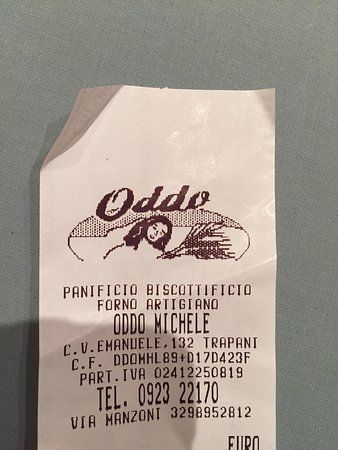 Oddo
PANIFICIO BISCOTTIFICIO
FORNO ARTIGIANO
ODDO MICHELE
C.V.EMANUELE,132 TRAPANI
C.F. DDOMHL89+D17D423F
PART.IVA 02412250819
TEL. 0923 22170
VIA MANZONI 3298952812
EURO